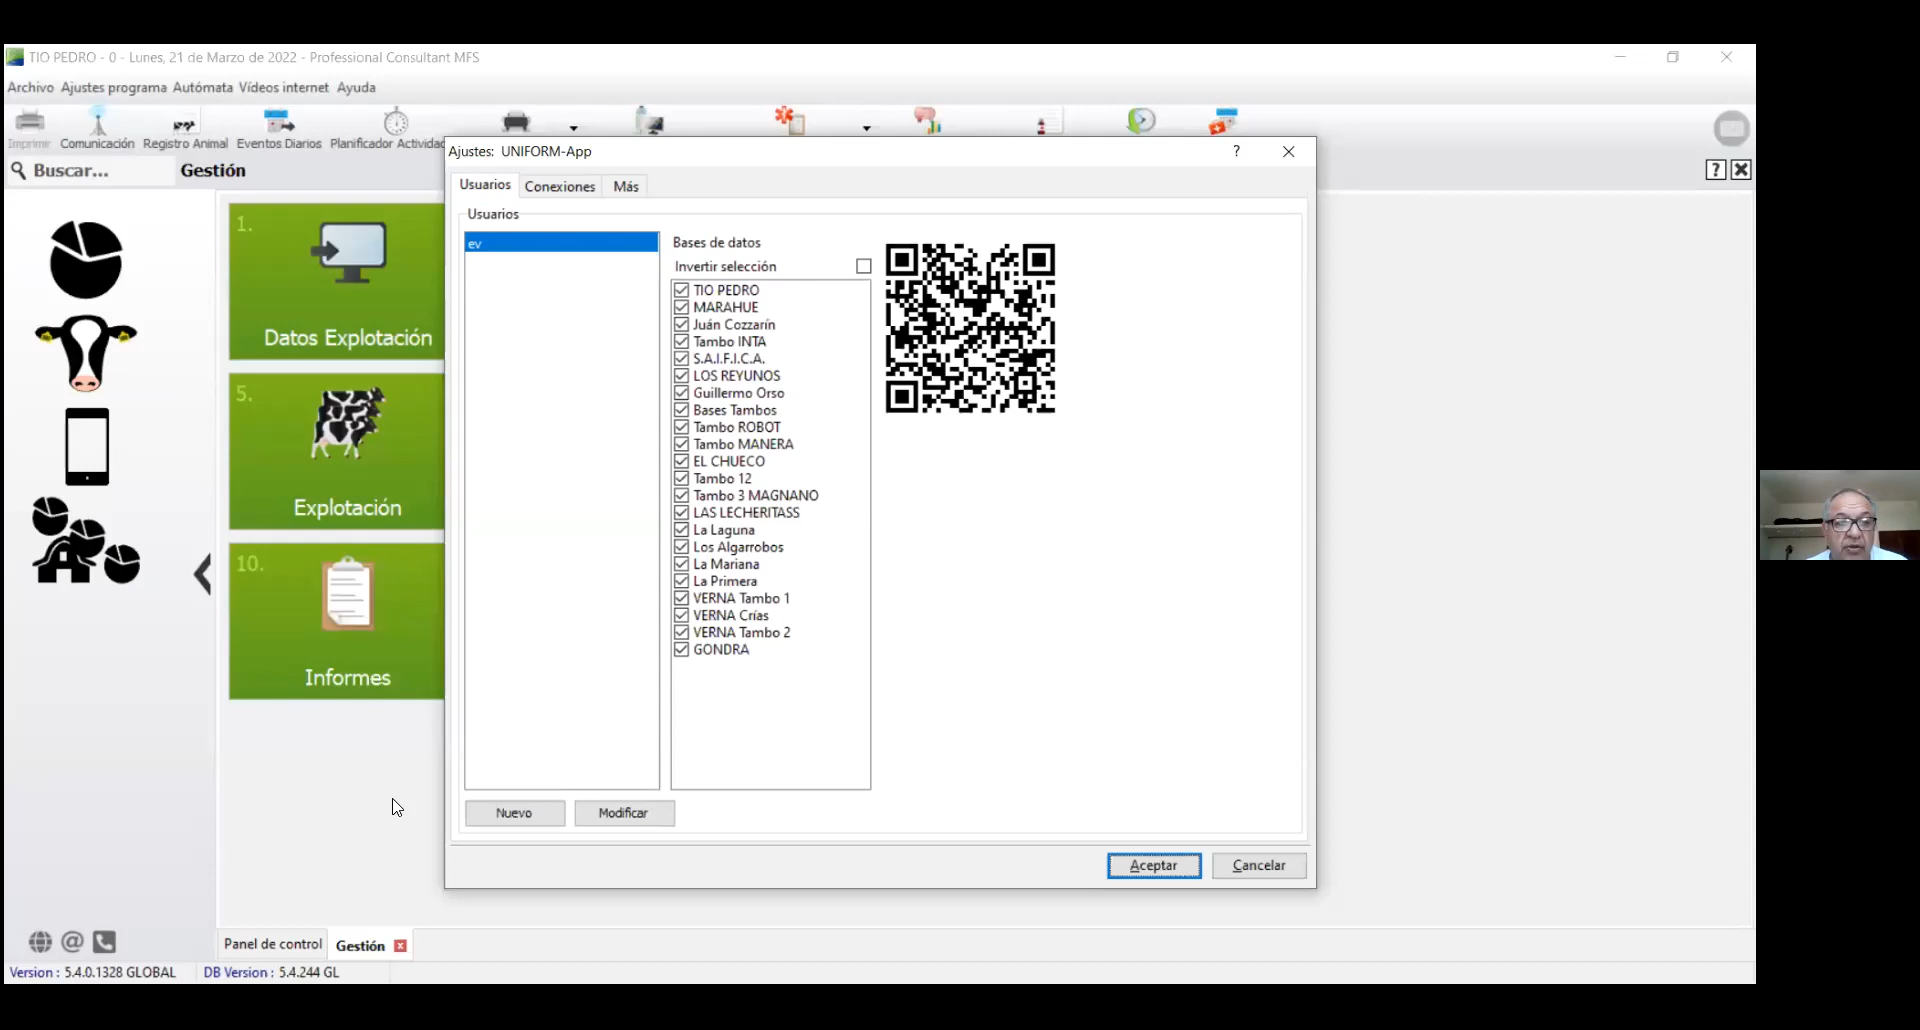 TIO PEDRO - 0 - Lunes, 21 de Marzo de 2022 - Professional Consultant MFS
Archivo Ajustes programa Autómata Vídeos internet Ayuda
Imprimir Comunicación Registro Animal Eventos Diarios Planificador Activida
Buscar...
Gestión
1.
Datos Explotación
5.
Explotación
10.
Informes
Ajustes: UNIFORM-App
Usuarios Conexiones Más
Usuarios
ev
Bases de datos
Invertir selección
TIO PEDRO
MARAHUE
Juán Cozzarín
Tambo INTA
S.A.I.F.I.C.A.
LOS REYUNOS
Guillermo Orso
Bases Tambos
Tambo ROBOT
Tambo MANERA
EL CHUECO
Tambo 12
Tambo 3 MAGNANO
LAS LECHERITASS
La Laguna
Los Algarrobos
La Mariana
La Primera
VERNA Tambo 1
VERNA Crías
VERNA Tambo 2
GONDRA
Nuevo Modificar
Aceptar Cancelar
Panel de control Gestión
Version : 5.4.0.1328 GLOBAL DB Version : 5.4.244 GL